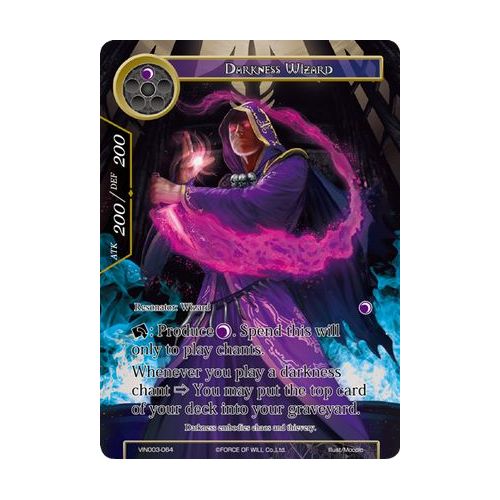 Darkness Wizard
ATK 200 / DEF 200
Resonator: Wizard
: Produce . Spend this will
only to play chants.
Whenever you play a darkness
chant ⇨ You may put the top card
of your deck into your graveyard.
Darkness embodies chaos and thievery.
VIN003-064 ©FORCE OF WILL Co.,Ltd. Illust/Moodie